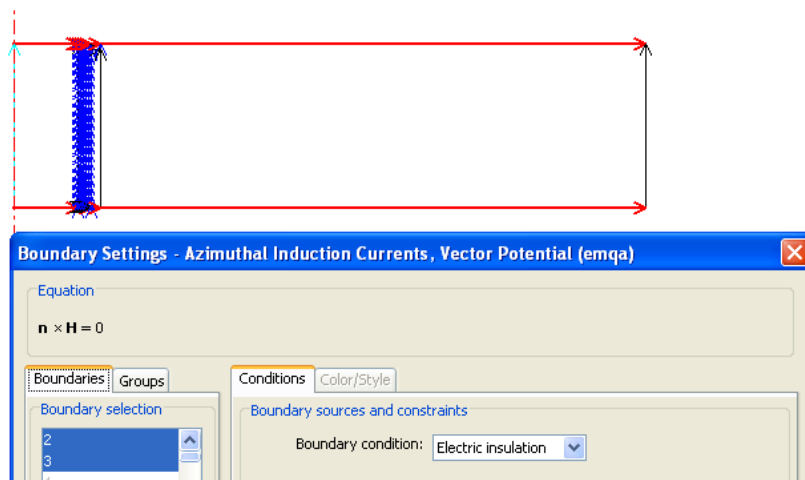 Boundary Settings - Azimuthal Induction Currents, Vector Potential (emqa)
Equation
n × H = 0
Boundaries Groups
Conditions Color/Style
Boundary selection
2
3
Boundary sources and constraints
Boundary condition: Electric insulation